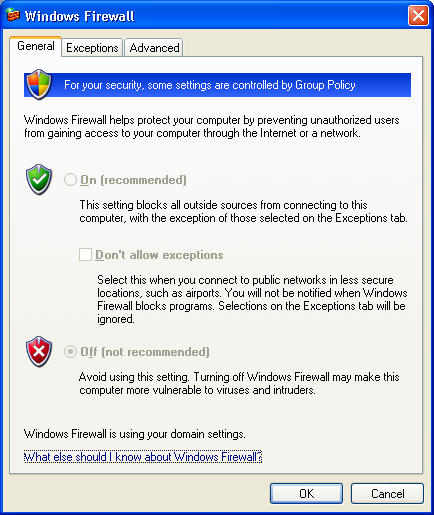 Windows Firewall
General Exceptions Advanced
For your security, some settings are controlled by Group Policy
Windows Firewall helps protect your computer by preventing unauthorized users
from gaining access to your computer through the Internet or a network.
On (recommended)
This setting blocks all outside sources from connecting to this
computer, with the exception of those selected on the Exceptions tab.
Don't allow exceptions
Select this when you connect to public networks in less secure
locations, such as airports. You will not be notified when Windows
Firewall blocks programs. Selections on the Exceptions tab will be
ignored.
Off (not recommended)
Avoid using this setting. Turning off Windows Firewall may make this
computer more vulnerable to viruses and intruders.
Windows Firewall is using your domain settings.
What else should I know about Windows Firewall?
OK Cancel